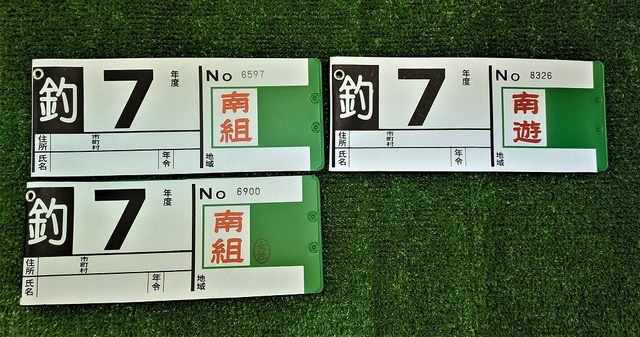 釣 7 年度 No 6597
南組
住所 市町村
氏名 年令 地域
釣 7 年度 No 8326
南遊
住所 市町村
氏名 年令 地域
釣 7 年度 No 6900
南組
住所 市町村
氏名 年令 地域